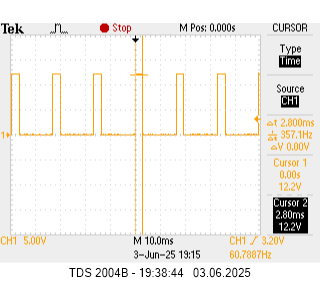 Tek Stop M Pos: 0.000s CURSOR
Type
Time
Source
CH1
Δt 2.800ms
357.1Hz
ΔV 0.00V
Cursor 1
0.00s
12.2V
Cursor 2
2.80ms
12.2V
1
CH1 5.00V M 10.0ms CH1 / 3.20V
3-Jun-25 19:15 60.7887Hz
TDS 2004B - 19:38:44 03.06.2025